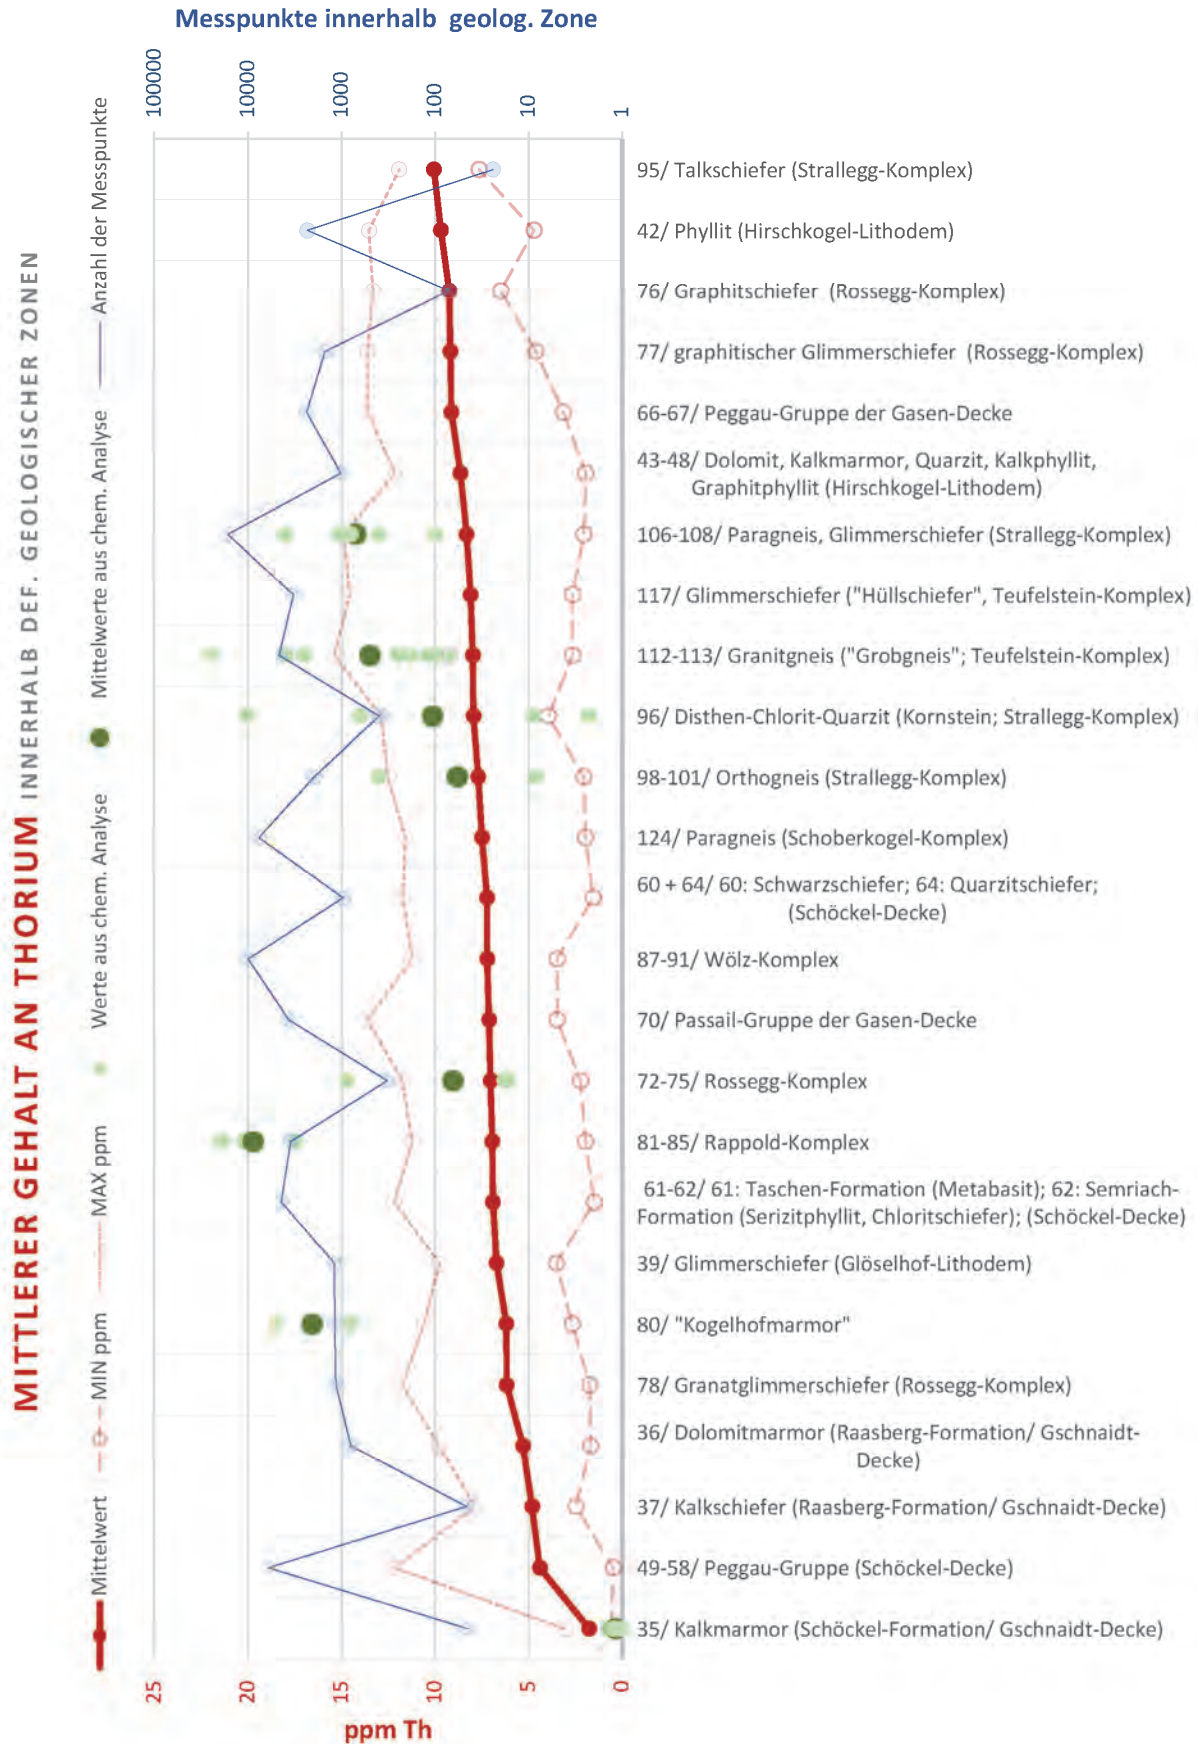 MITTLERER GEHALT AN THORIUM INNERHALB DEF. GEOLOGISCHER ZONEN
Mittelwert
MIN ppm
MAX ppm
Werte aus chem. Analyse
Mittelwerte aus chem. Analyse
Anzahl der Messpunkte
Messpunkte innerhalb geolog. Zone
100000
10000
1000
100
10
1
95/ Talkschiefer (Strallegg-Komplex)
42/ Phyllit (Hirschkogel-Lithodem)
76/ Graphitschiefer (Rossegg-Komplex)
77/ graphitischer Glimmerschiefer (Rossegg-Komplex)
66-67/ Peggau-Gruppe der Gasen-Decke
43-48/ Dolomit, Kalkmarmor, Quarzit, Kalkphyllit,
Graphitphyllit (Hirschkogel-Lithodem)
106-108/ Paragneis, Glimmerschiefer (Strallegg-Komplex)
117/ Glimmerschiefer ("Hüllschiefer", Teufelstein-Komplex)
112-113/ Granitgneis ("Grobgneis"; Teufelstein-Komplex)
96/ Disthen-Chlorit-Quarzit (Kornstein; Strallegg-Komplex)
98-101/ Orthogneis (Strallegg-Komplex)
124/ Paragneis (Schoberkogel-Komplex)
60 + 64/ 60: Schwarzschiefer; 64: Quarzitschiefer;
(Schöckel-Decke)
87-91/ Wölz-Komplex
70/ Passail-Gruppe der Gasen-Decke
72-75/ Rossegg-Komplex
81-85/ Rappold-Komplex
61-62/ 61: Taschen-Formation (Metabasit); 62: Semriach-
Formation (Serizitphyllit, Chloritschiefer); (Schöckel-Decke)
39/ Glimmerschiefer (Glöselhof-Lithodem)
80/ "Kogelhofmarmor"
78/ Granatglimmerschiefer (Rossegg-Komplex)
36/ Dolomitmarmor (Raasberg-Formation/ Gschnaidt-
Decke)
37/ Kalkschiefer (Raasberg-Formation/ Gschnaidt-Decke)
49-58/ Peggau-Gruppe (Schöckel-Decke)
35/ Kalkmarmor (Schöckel-Formation/ Gschnaidt-Decke)
25
20
15
10
5
0
ppm Th